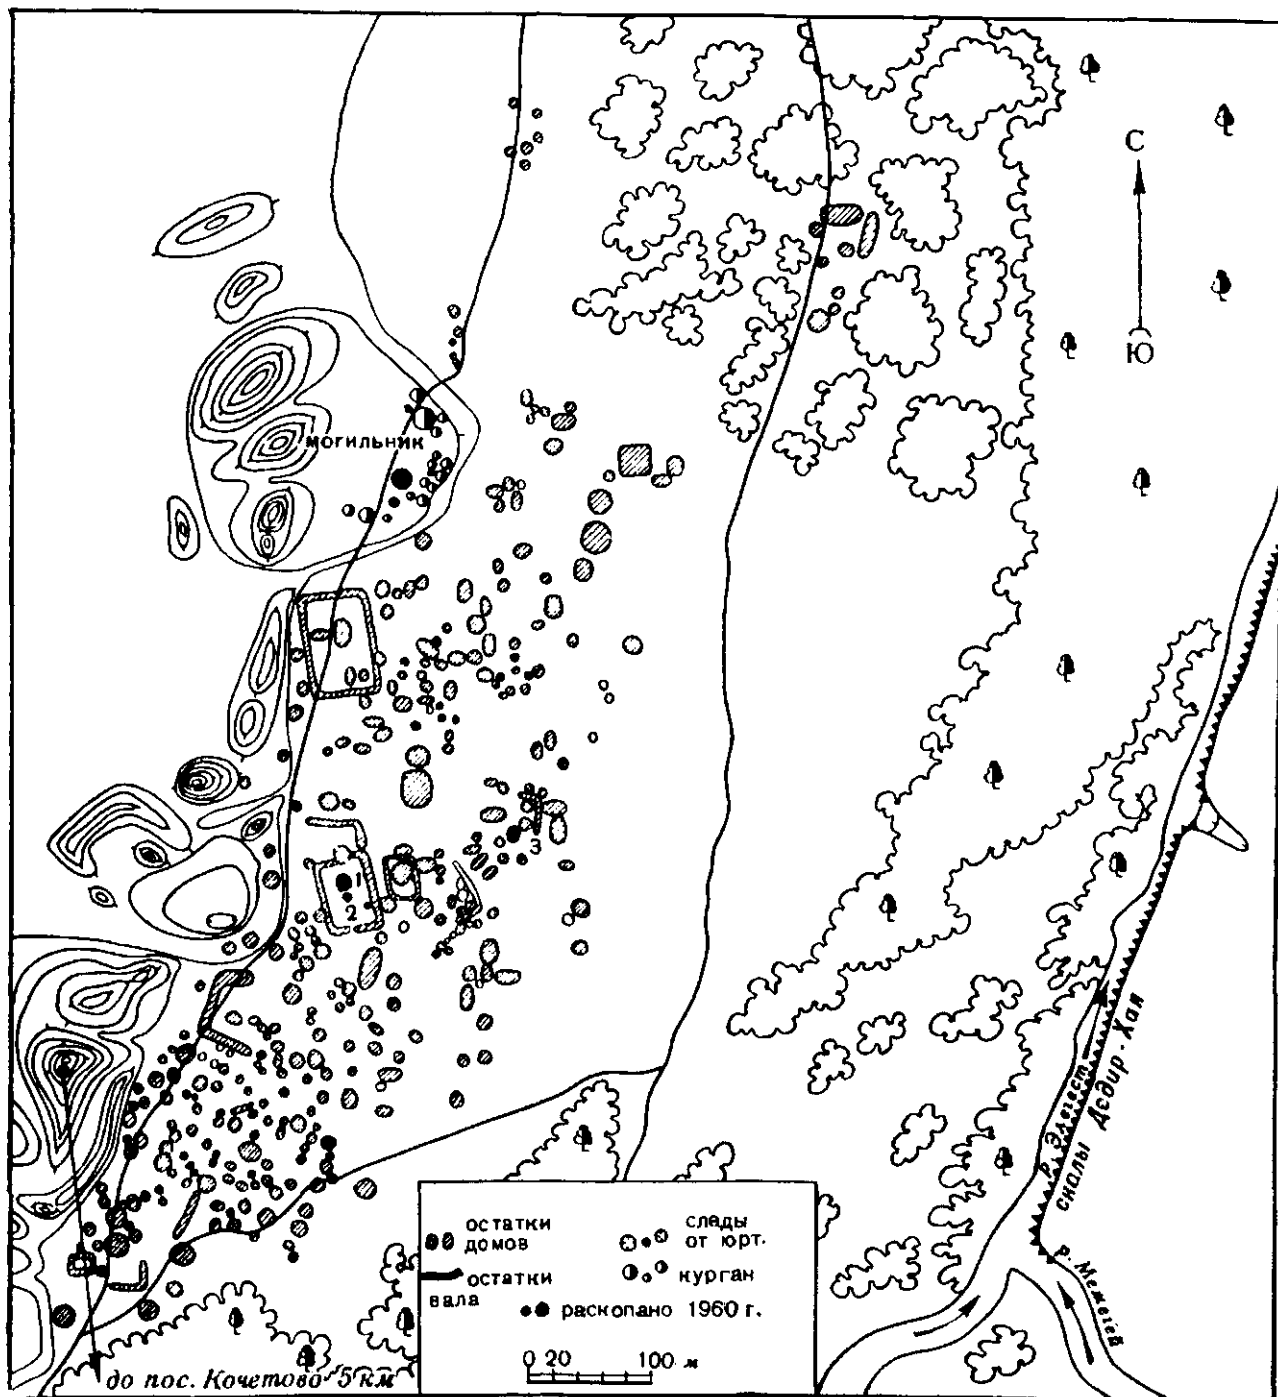 С
Ю
могильник
3
1
2
р. Элегест
скалы Дедир-Хая
р. Межегей
остатки
домов
следы
от юрт.
остатки
вала
курган
раскопано 1960 г.
0 20 100 м
до пос. Кочетово 5 км